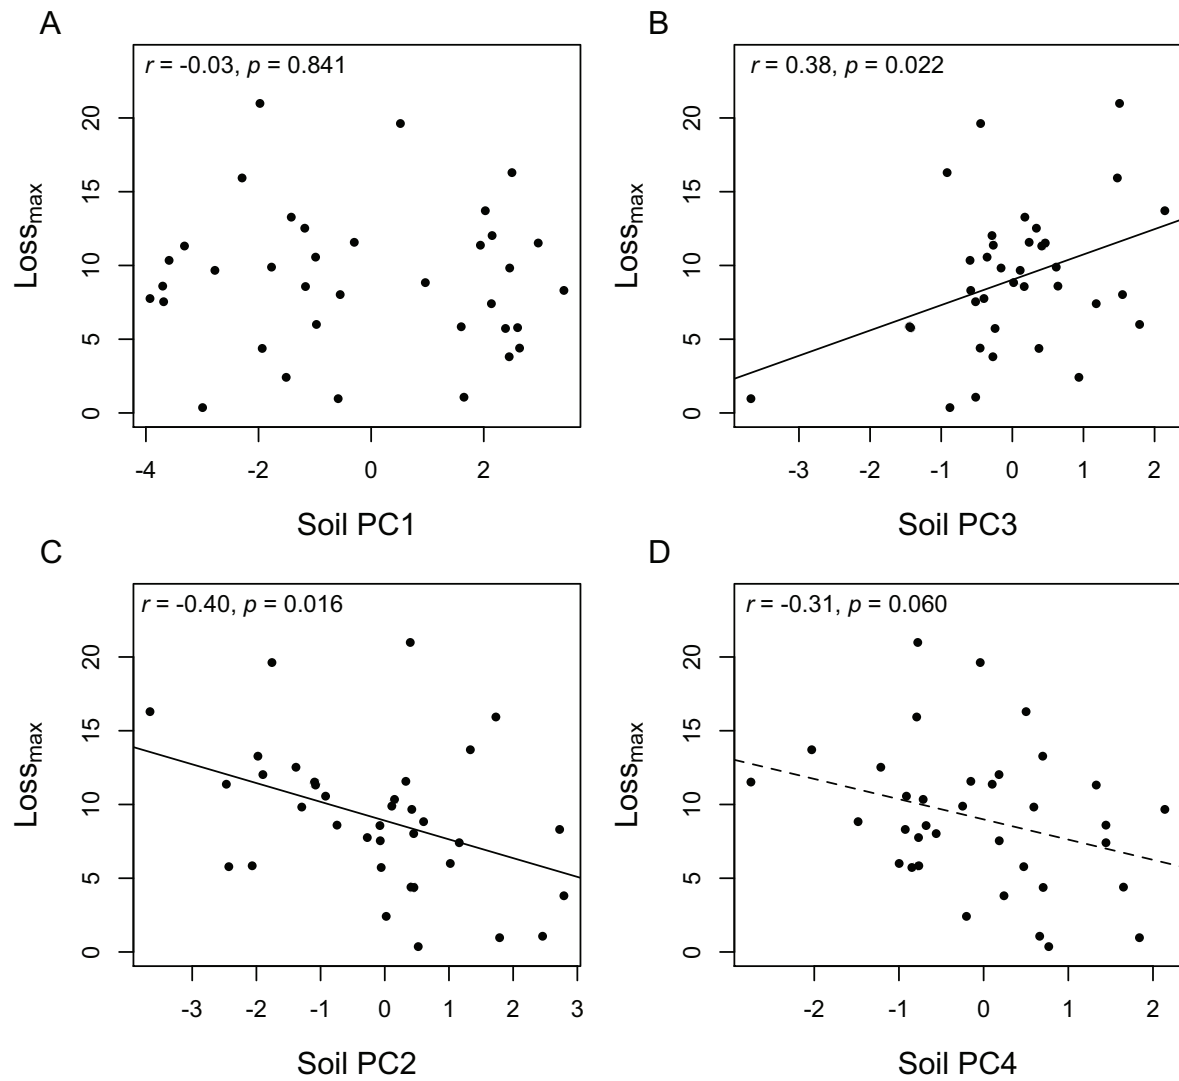 A
r = -0.03, p = 0.841
Loss_max
0 5 10 15 20
-4 -2 0 2
Soil PC1
B
r = 0.38, p = 0.022
Loss_max
0 5 10 15 20
-3 -2 -1 0 1 2
Soil PC3
C
r = -0.40, p = 0.016
Loss_max
0 5 10 15 20
-3 -2 -1 0 1 2 3
Soil PC2
D
r = -0.31, p = 0.060
Loss_max
0 5 10 15 20
-2 -1 0 1 2
Soil PC4